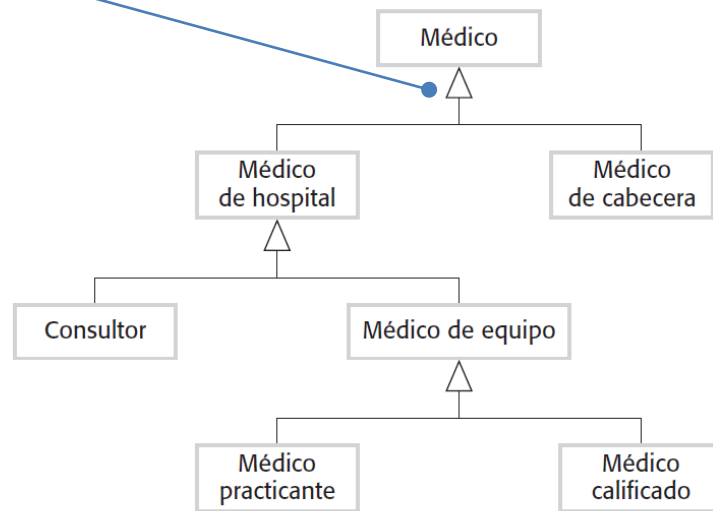 Médico
Médico
de hospital
Médico
de cabecera
Consultor
Médico de equipo
Médico
practicante
Médico
calificado